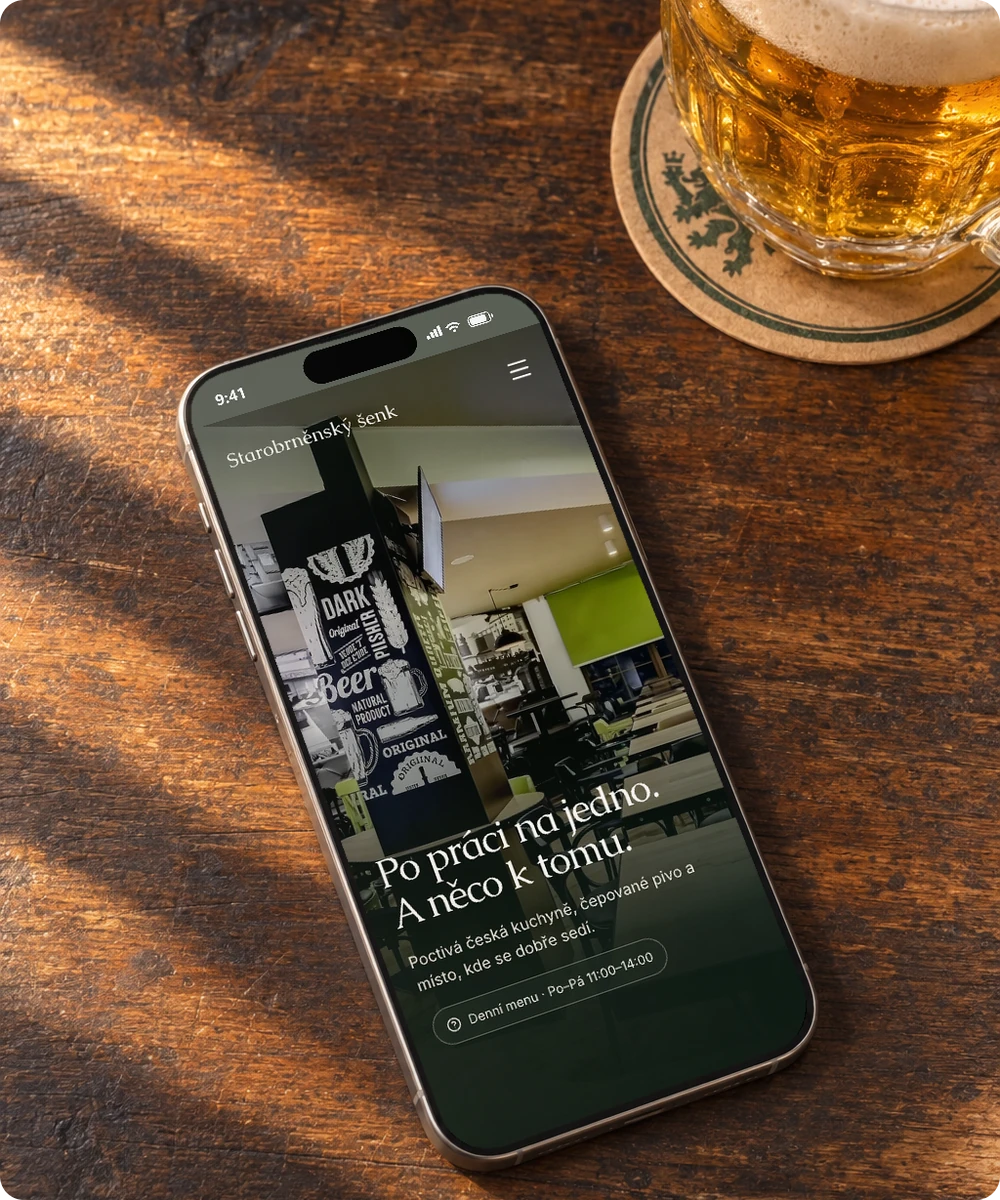 9:41
Starobrněnský šenk
DARK
Original
PILSNER
Beer
NATURAL
PRODUCT
ORIGINAL
ORIGINAL
Po práci na jedno.
A něco k tomu.
Poctivá česká kuchyně, čepované pivo a
místo, kde se dobře sedí.
Denní menu · Po–Pá 11:00–14:00